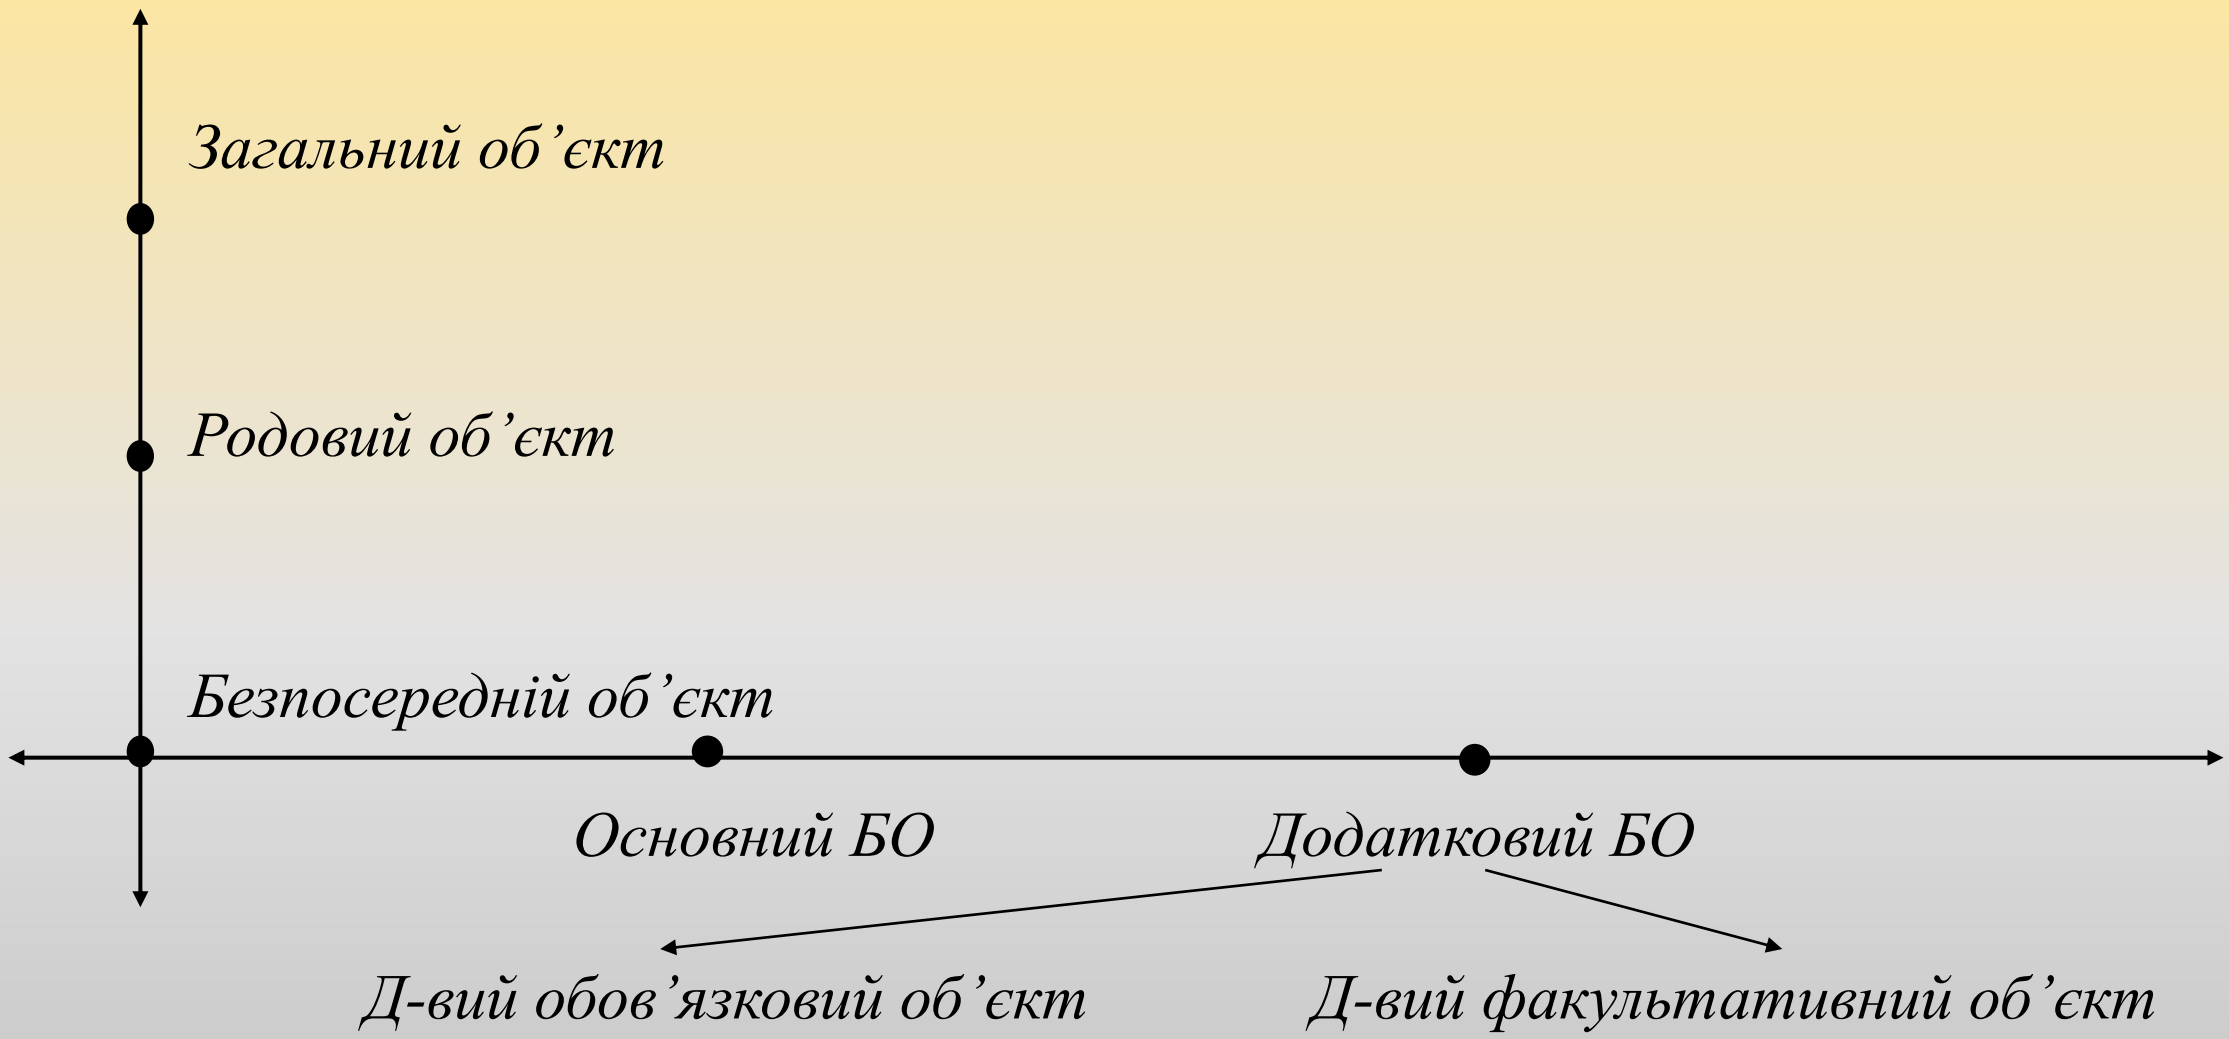 Загальний об’єкт
Родовий об’єкт
Безпосередній об’єкт
Основний БО
Додатковий БО
Д-вий обов’язковий об’єкт
Д-вий факультативний об’єкт